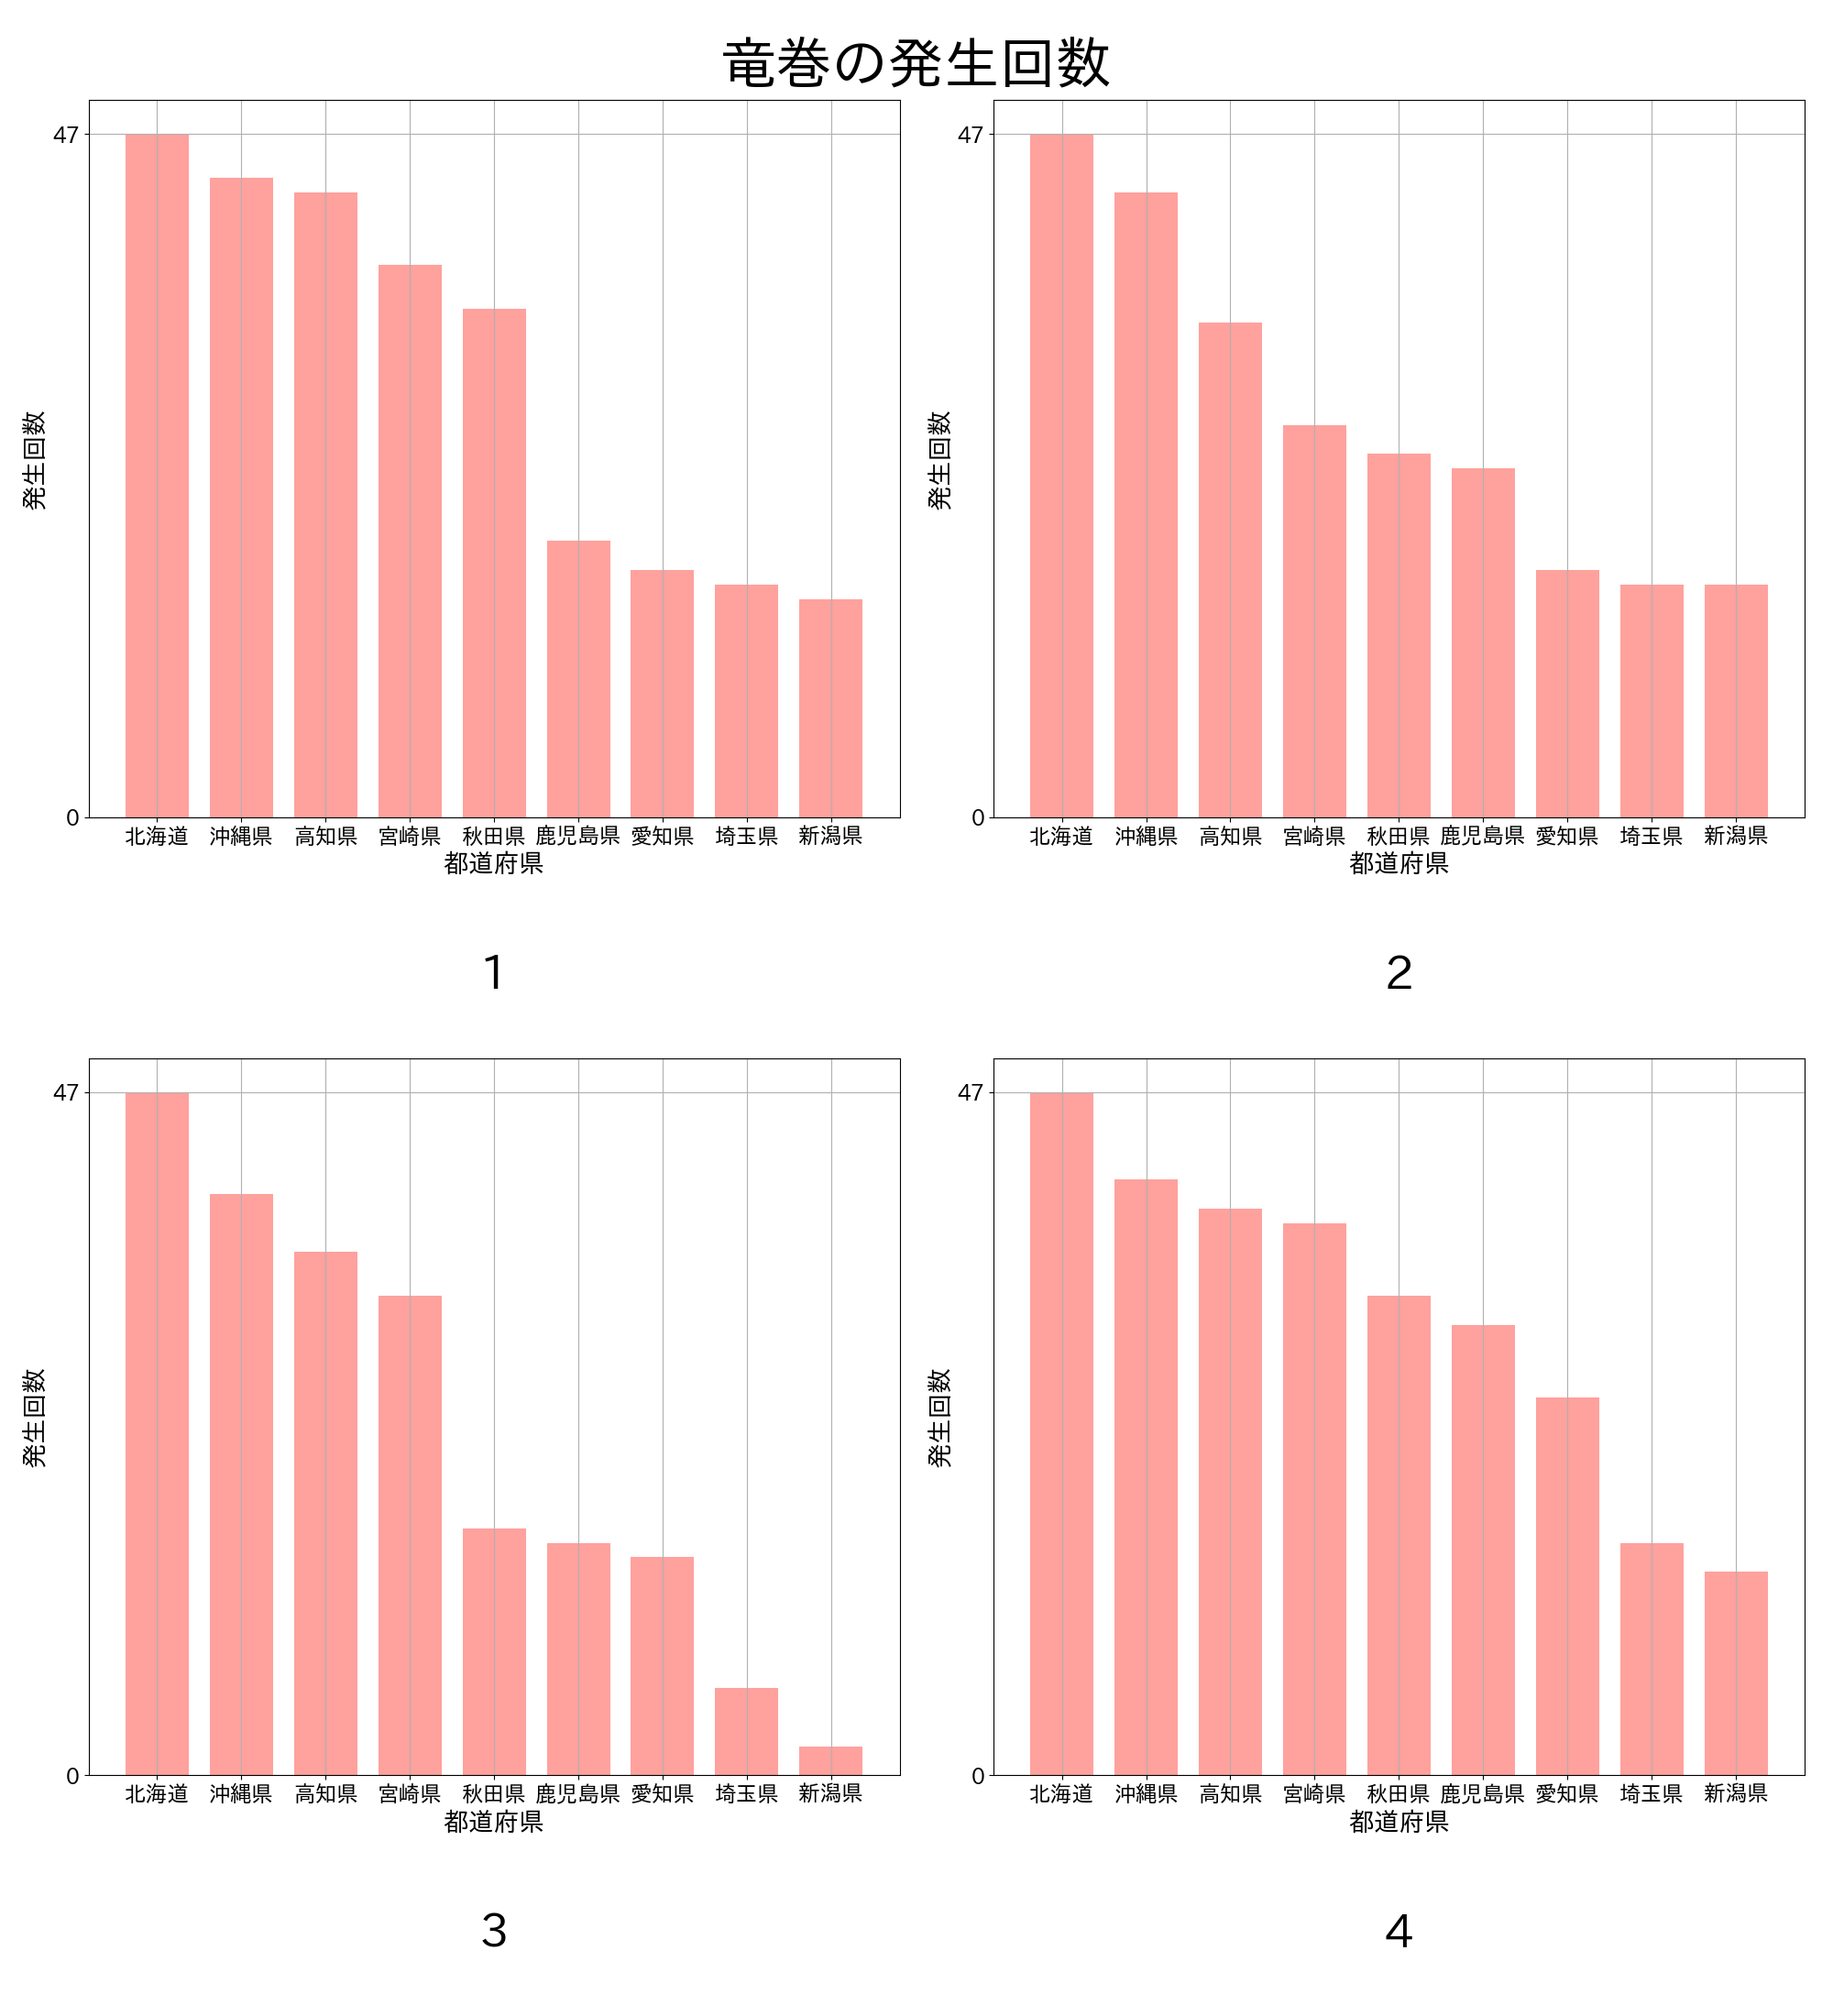 竜巻の発生回数
47
0
発生回数
北海道 沖縄県 高知県 宮崎県 秋田県 鹿児島県 愛知県 埼玉県 新潟県
都道府県
1
47
0
発生回数
北海道 沖縄県 高知県 宮崎県 秋田県 鹿児島県 愛知県 埼玉県 新潟県
都道府県
2
47
0
発生回数
北海道 沖縄県 高知県 宮崎県 秋田県 鹿児島県 愛知県 埼玉県 新潟県
都道府県
3
47
0
発生回数
北海道 沖縄県 高知県 宮崎県 秋田県 鹿児島県 愛知県 埼玉県 新潟県
都道府県
4